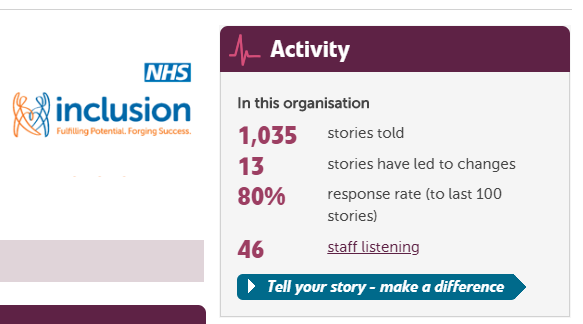 NHS
inclusion
Fulfilling Potential. Forging Success.
Activity
In this organisation
1,035 stories told
13 stories have led to changes
80% response rate (to last 100
stories)
46 staff listening
Tell your story - make a difference